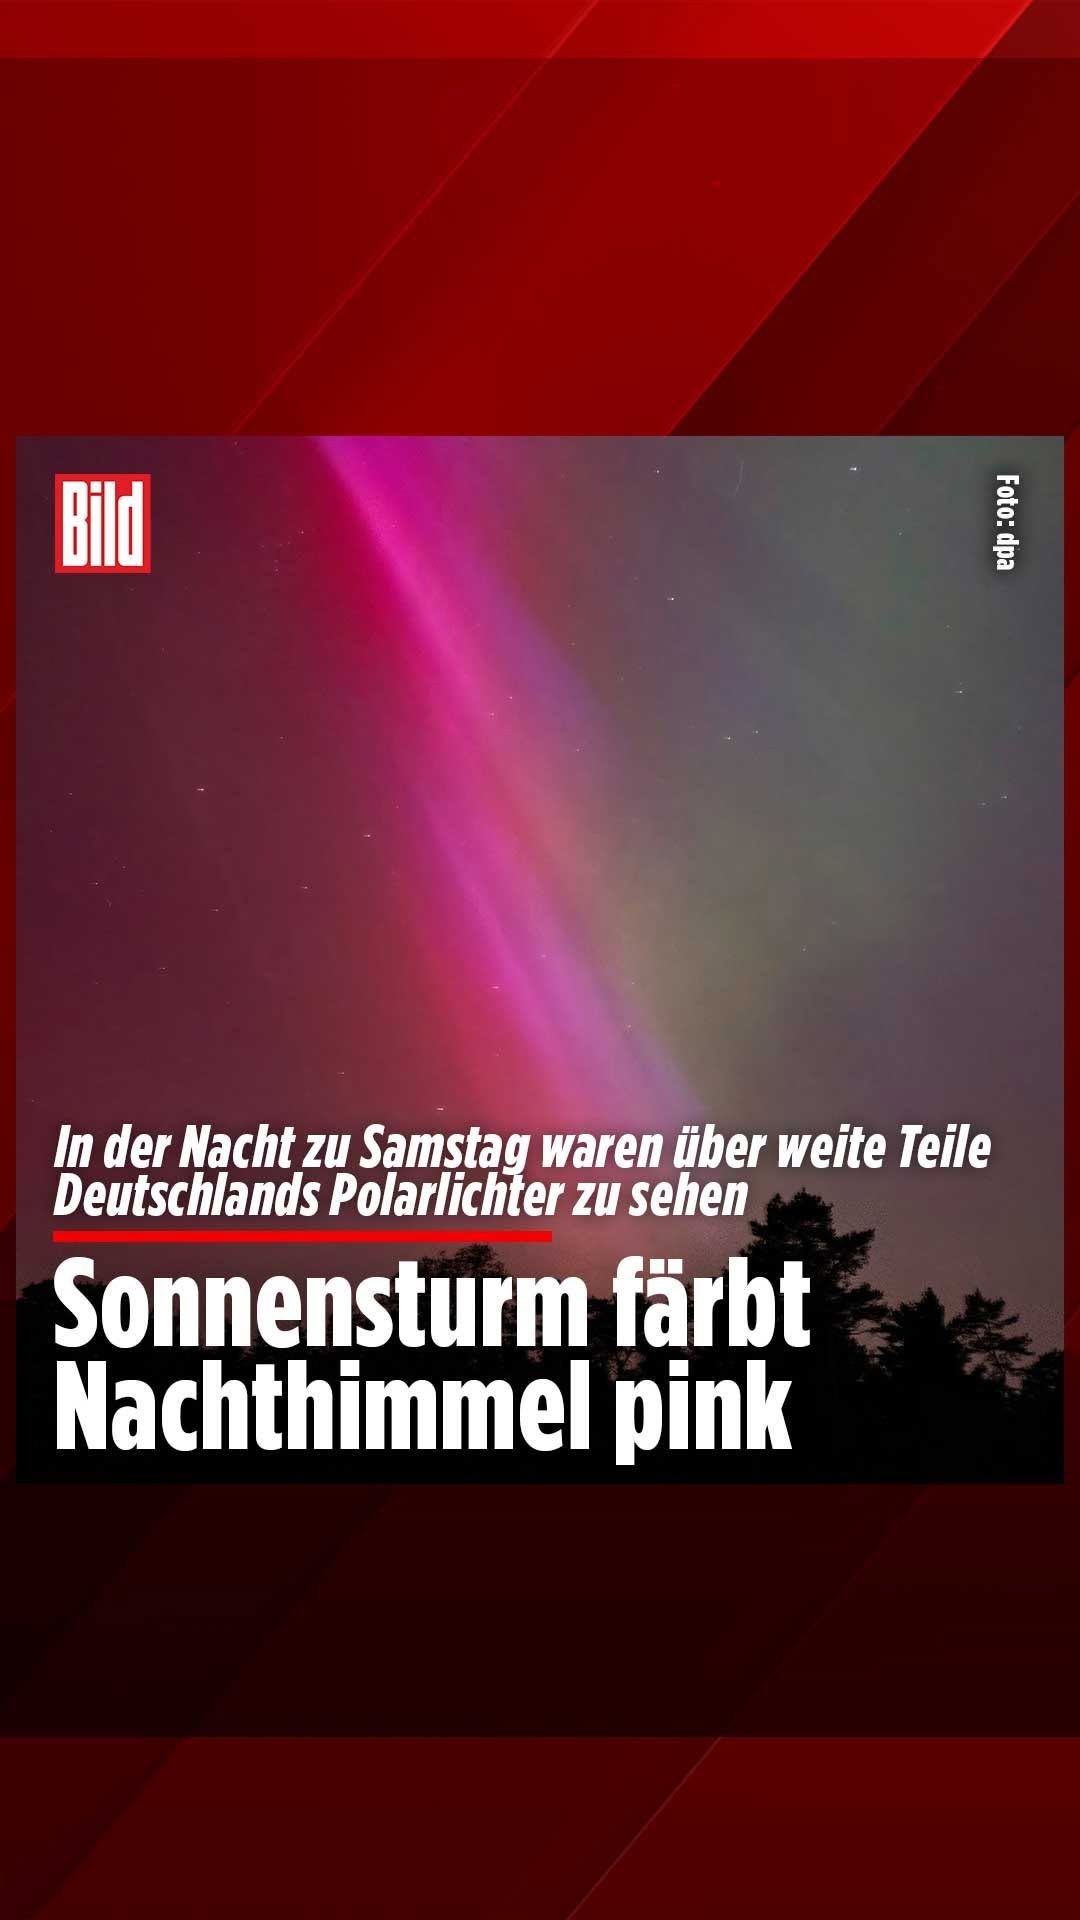 Bild
Foto: dpa
In der Nacht zu Samstag waren über weite Teile
Deutschlands Polarlichter zu sehen
Sonnensturm färbt
Nachthimmel pink